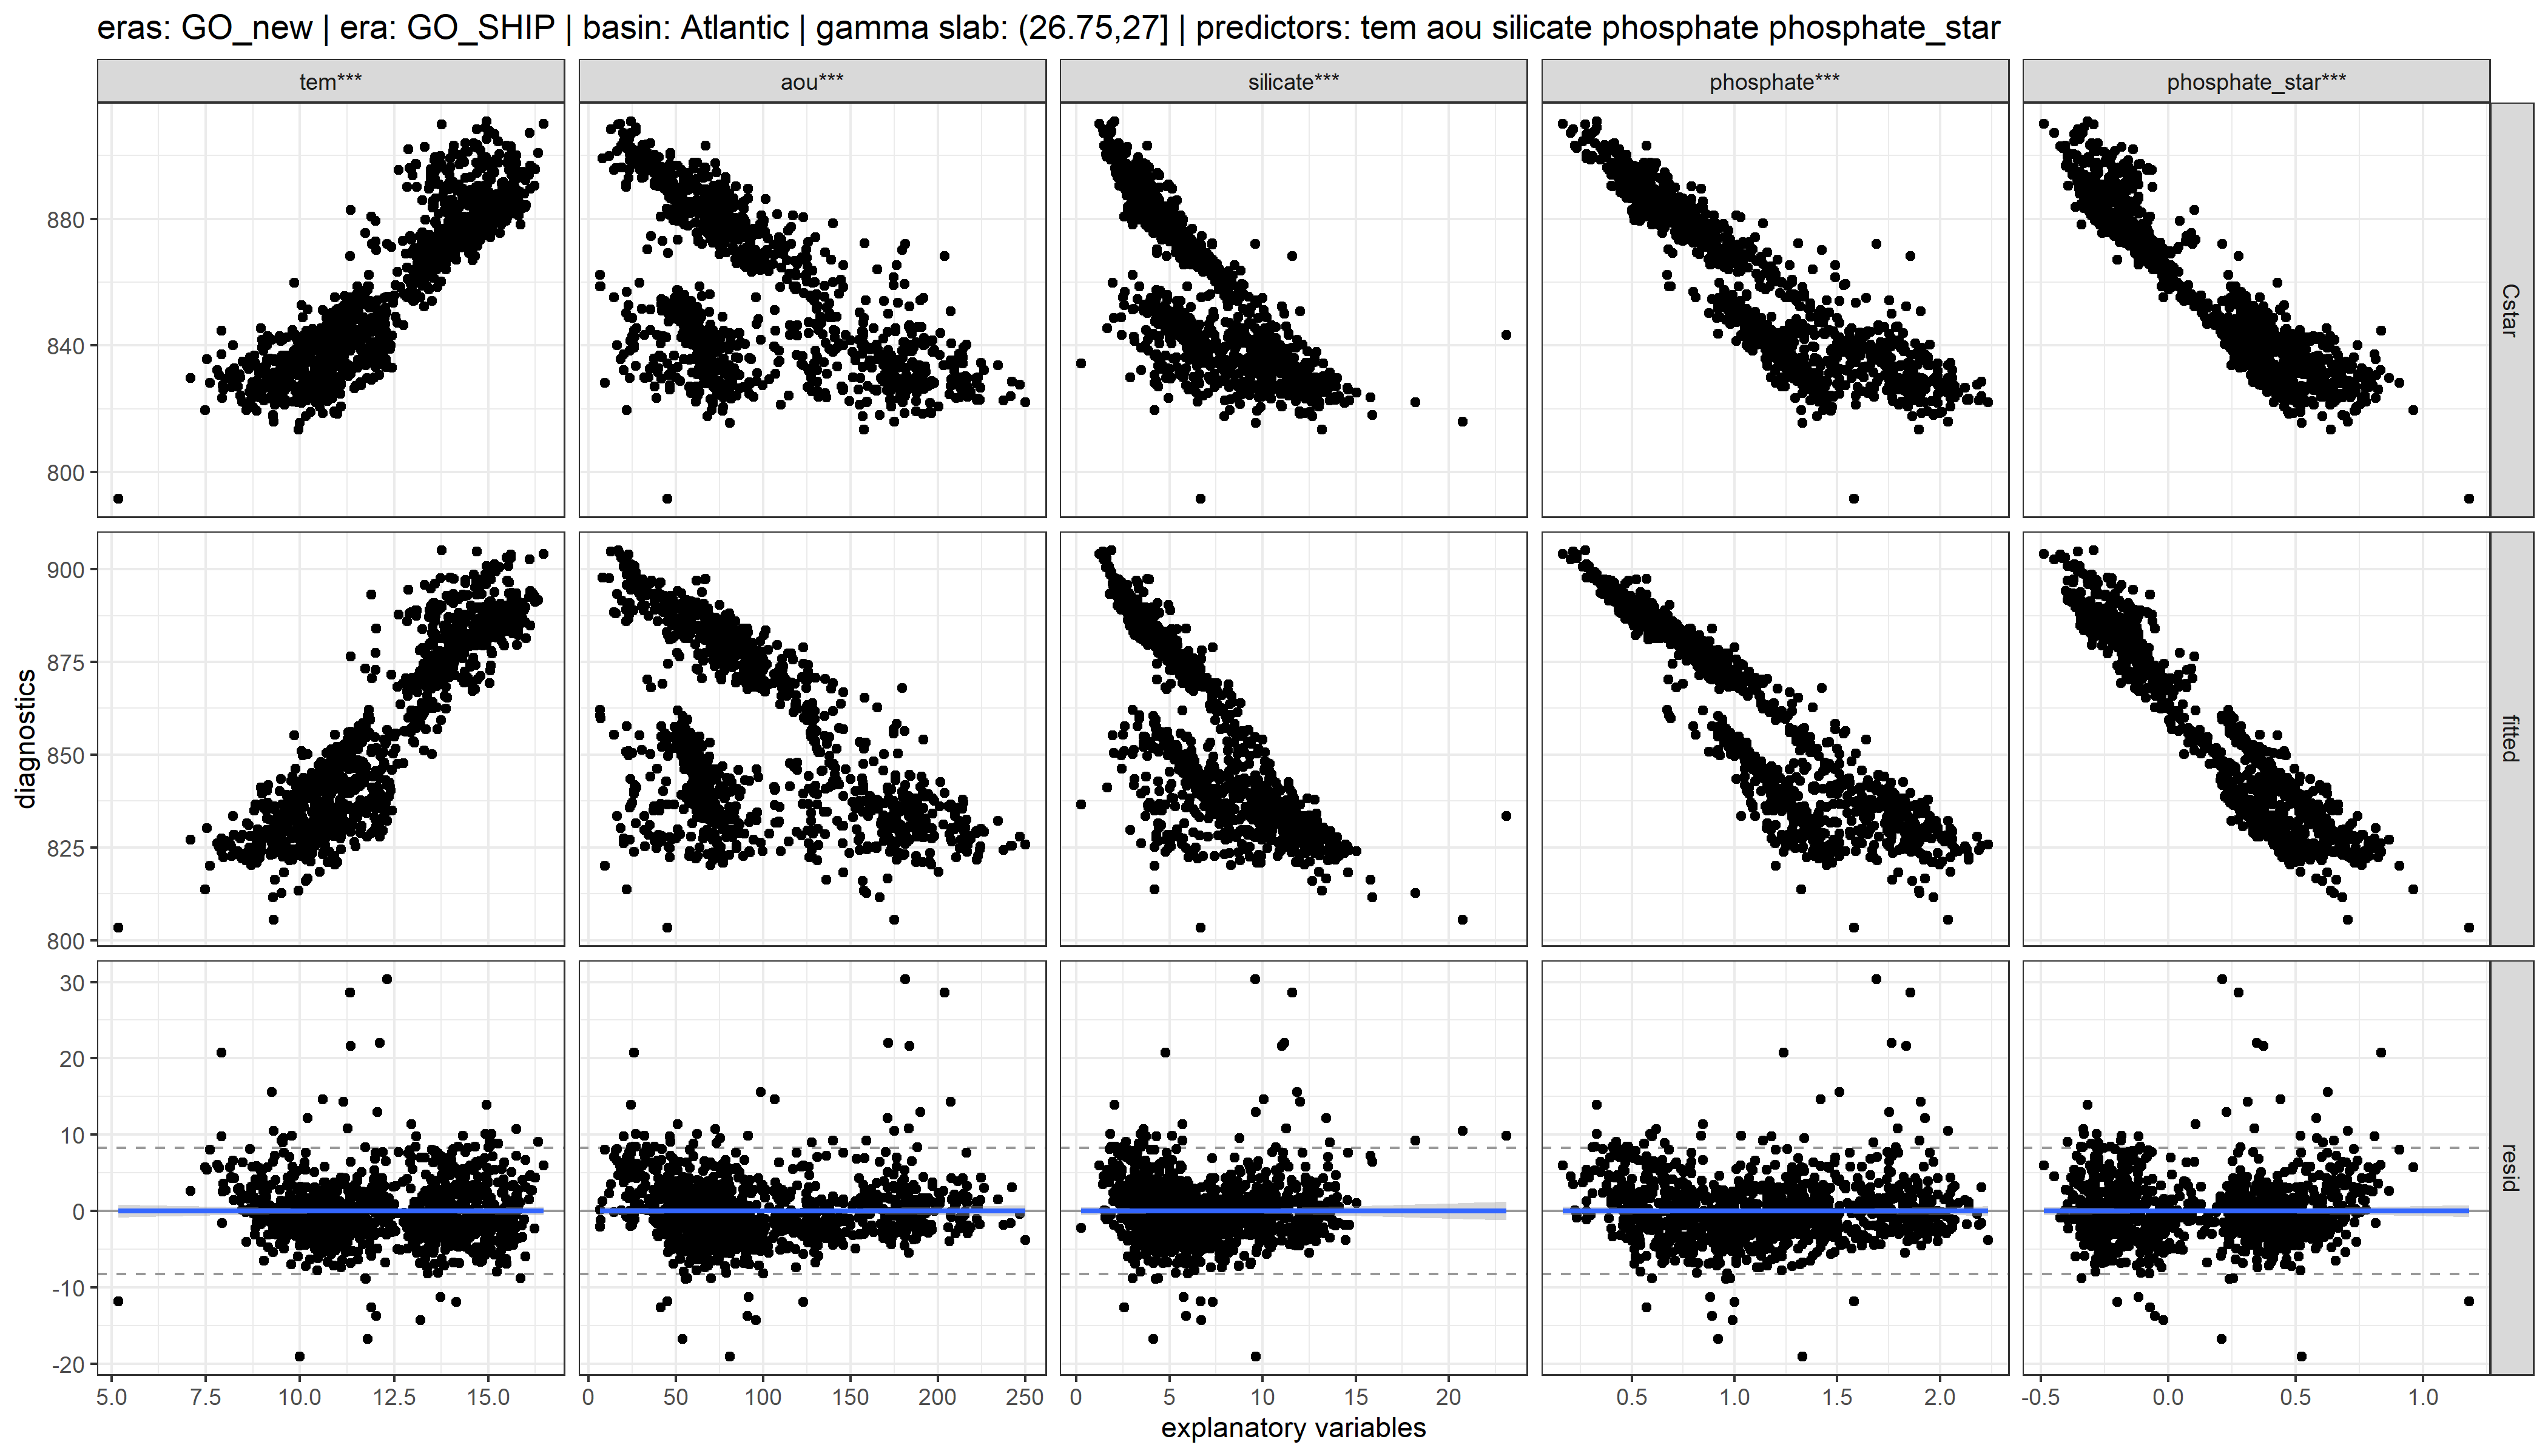 eras: GO_new | era: GO_SHIP | basin: Atlantic | gamma slab: (26.75,27] | predictors: tem aou silicate phosphate phosphate_star
tem***
aou***
silicate***
phosphate***
phosphate_star***
880
840
800
Cstar
900
875
850
825
800
fitted
30
20
10
0
-10
-20
resid
diagnostics
5.0 7.5 10.0 12.5 15.0
0 50 100 150 200 250
0 5 10 15 20
0.5 1.0 1.5 2.0
-0.5 0.0 0.5 1.0
explanatory variables